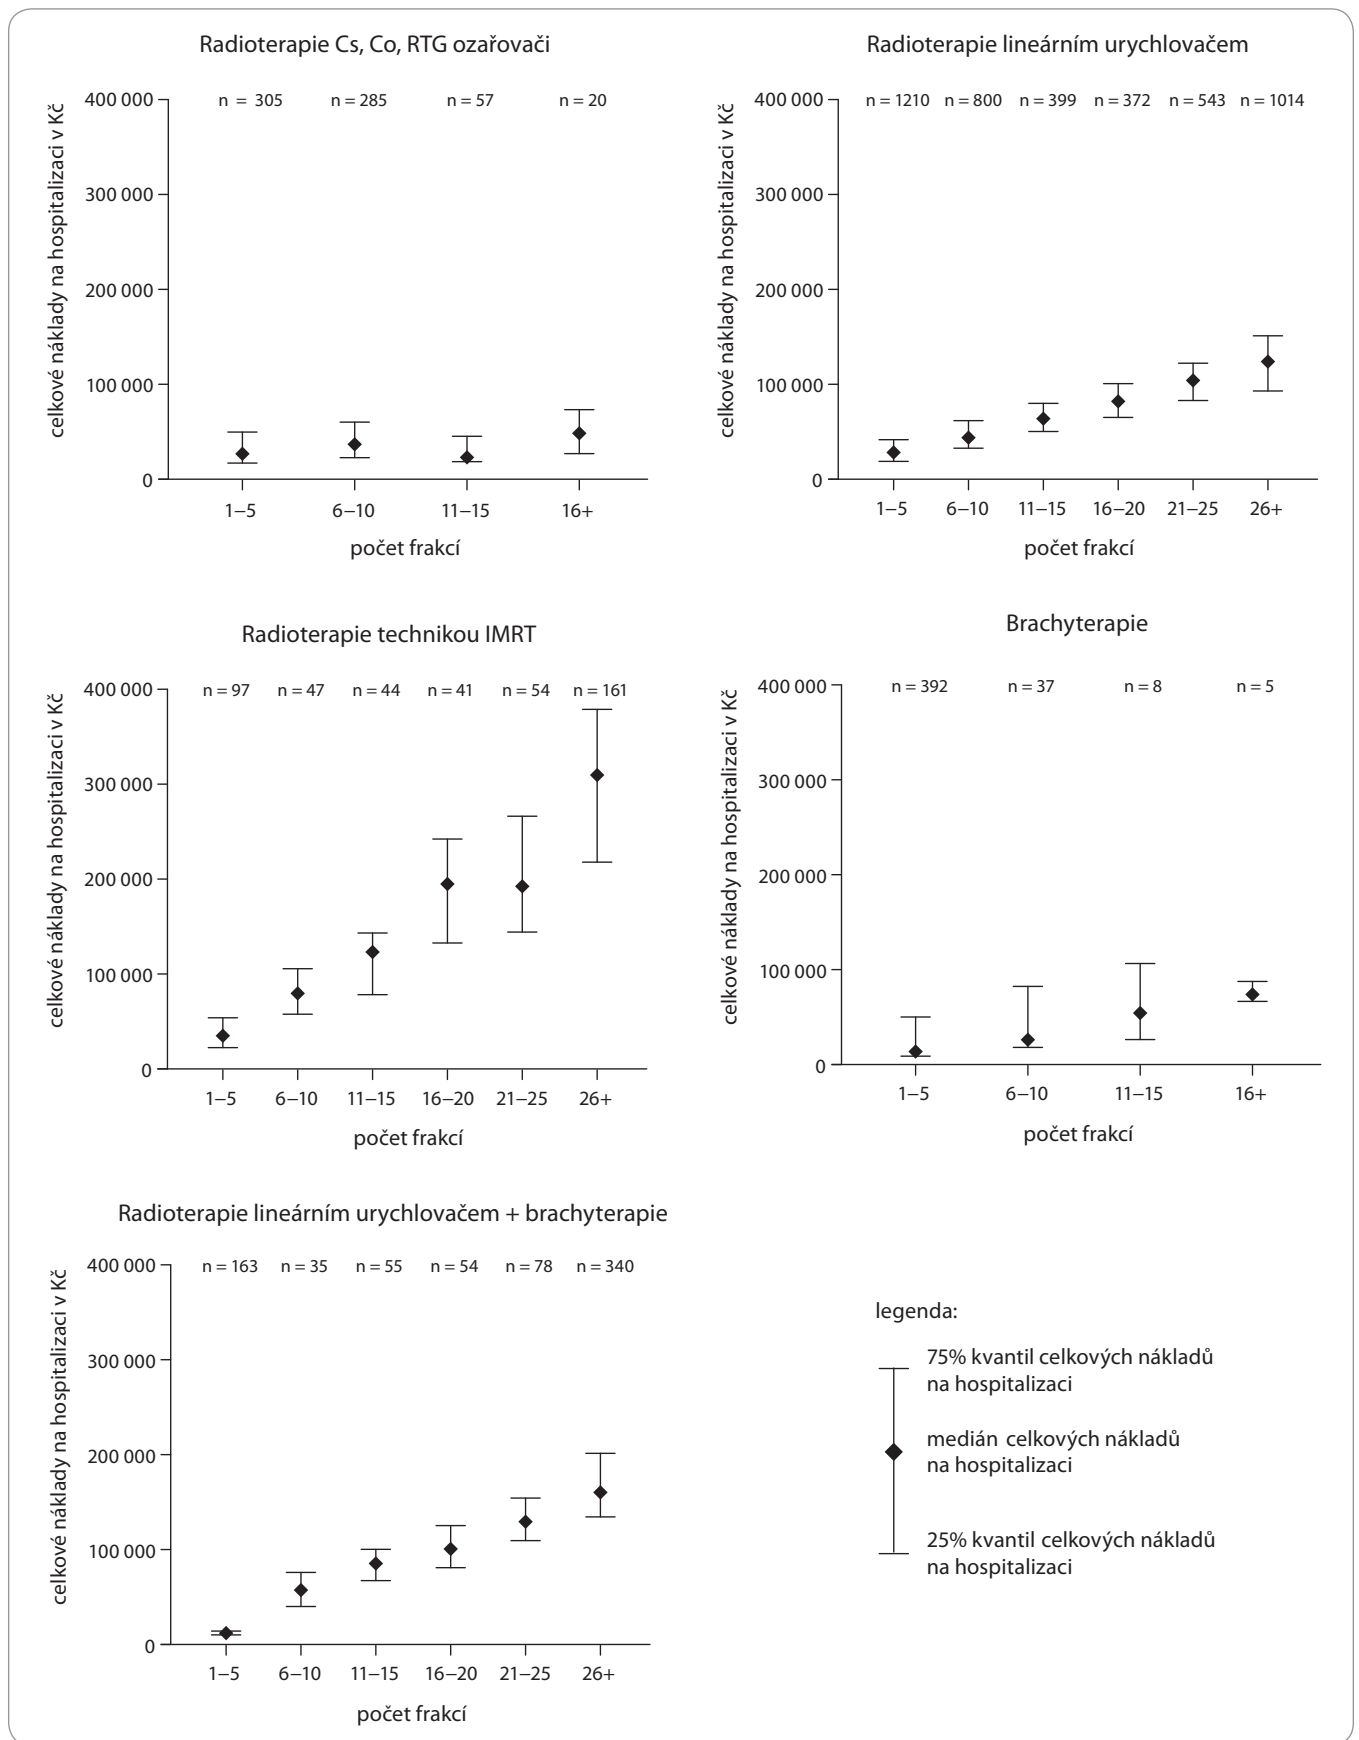 Radioterapie Cs, Co, RTG ozařovači
celkové náklady na hospitalizaci v Kč
400 000
300 000
200 000
100 000
0
n = 305 n = 285 n = 57 n = 20
1–5 6–10 11–15 16+
počet frakcí
Radioterapie lineárním urychlovačem
celkové náklady na hospitalizaci v Kč
400 000
300 000
200 000
100 000
0
n = 1210 n = 800 n = 399 n = 372 n = 543 n = 1014
1–5 6–10 11–15 16–20 21–25 26+
počet frakcí
Radioterapie technikou IMRT
celkové náklady na hospitalizaci v Kč
400 000
300 000
200 000
100 000
0
n = 97 n = 47 n = 44 n = 41 n = 54 n = 161
1–5 6–10 11–15 16–20 21–25 26+
počet frakcí
Brachyterapie
celkové náklady na hospitalizaci v Kč
400 000
300 000
200 000
100 000
0
n = 392 n = 37 n = 8 n = 5
1–5 6–10 11–15 16+
počet frakcí
Radioterapie lineárním urychlovačem + brachyterapie
celkové náklady na hospitalizaci v Kč
400 000
300 000
200 000
100 000
0
n = 163 n = 35 n = 55 n = 54 n = 78 n = 340
1–5 6–10 11–15 16–20 21–25 26+
počet frakcí
legenda:
75% kvantil celkových nákladů
na hospitalizaci
medián celkových nákladů
na hospitalizaci
25% kvantil celkových nákladů
na hospitalizaci